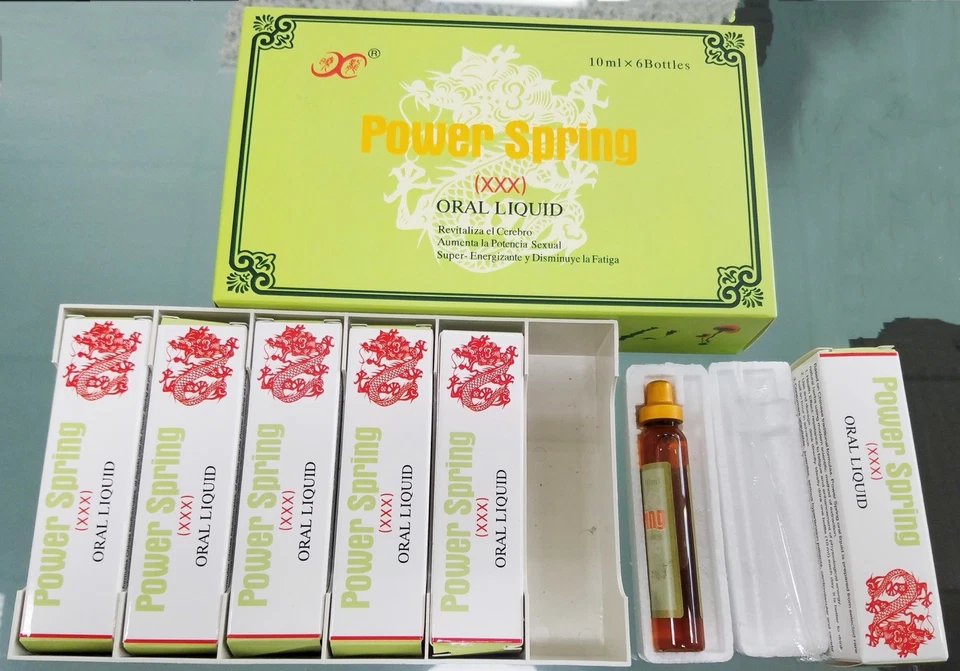 ®
10ml×6Bottles
Power Spring
(XXX)
ORAL LIQUID
Revitaliza el Cerebro
Aumenta la Potencia Sexual
Super- Energizante y Disminuye la Fatiga
Power Spring
(XXX)
ORAL LIQUID
Power Spring
(XXX)
ORAL LIQUID
Power Spring
(XXX)
ORAL LIQUID
Power Spring
(XXX)
ORAL LIQUID
Power Spring
(XXX)
ORAL LIQUID
Power Spring
(XXX)
ORAL LIQUID